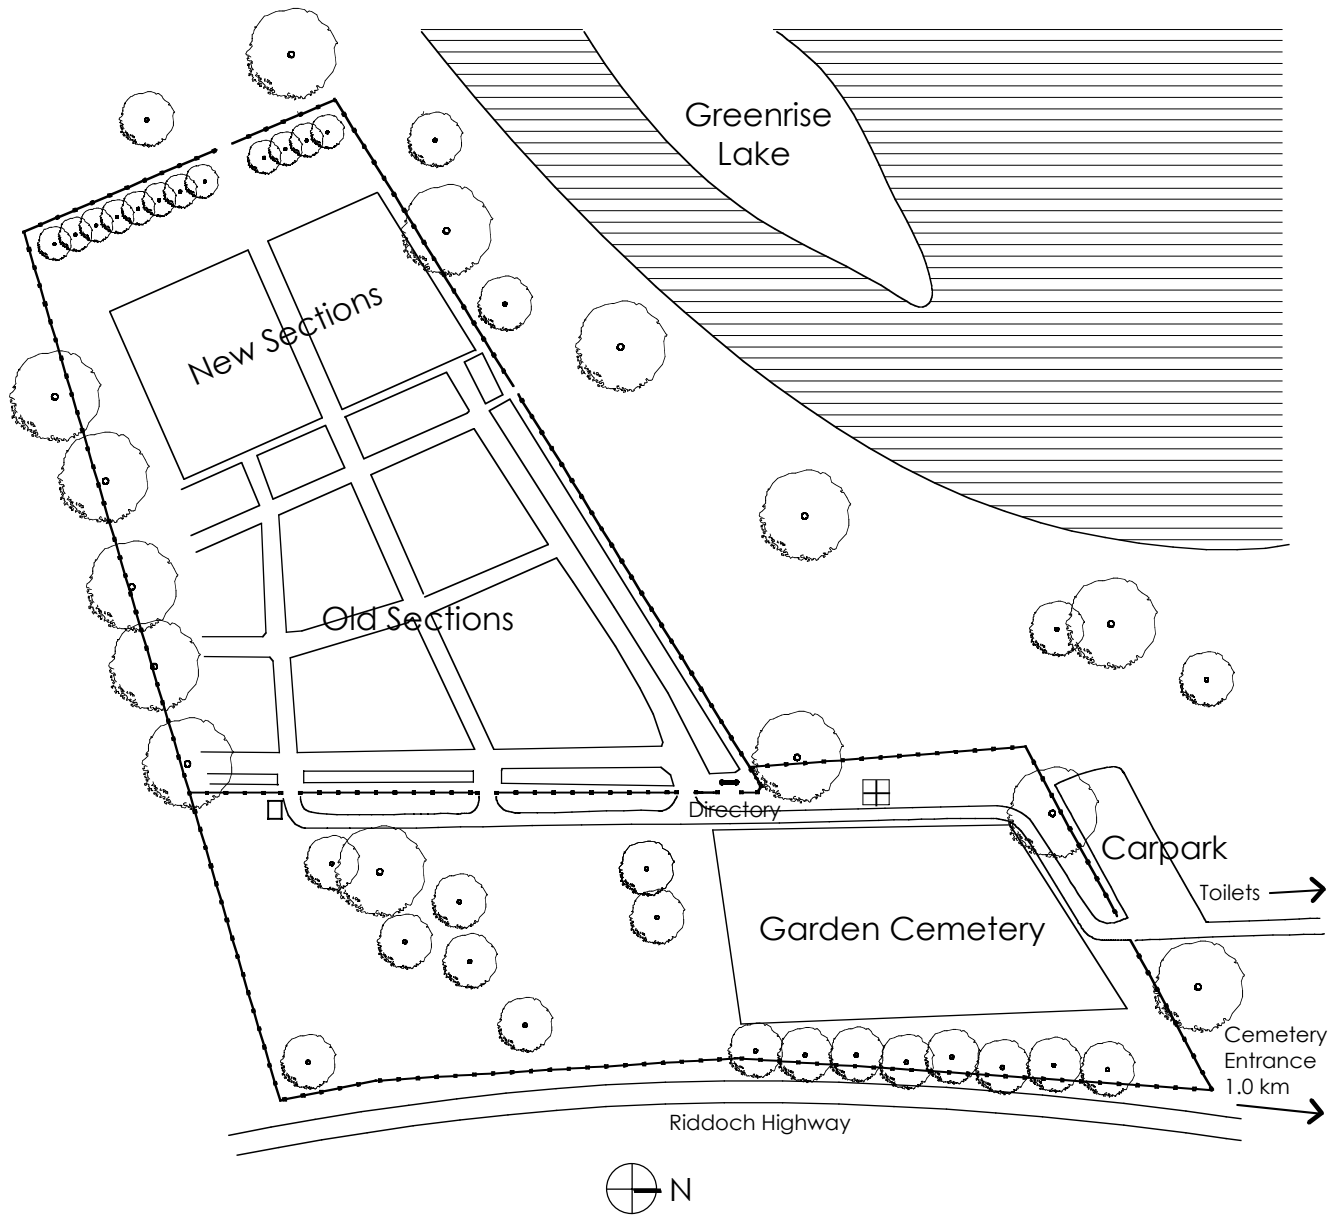 Greenrise
Lake
New Sections
Old Sections
Directory
Carpark
Toilets
Garden Cemetery
Cemetery
Entrance
1.0 km
Riddoch Highway
N